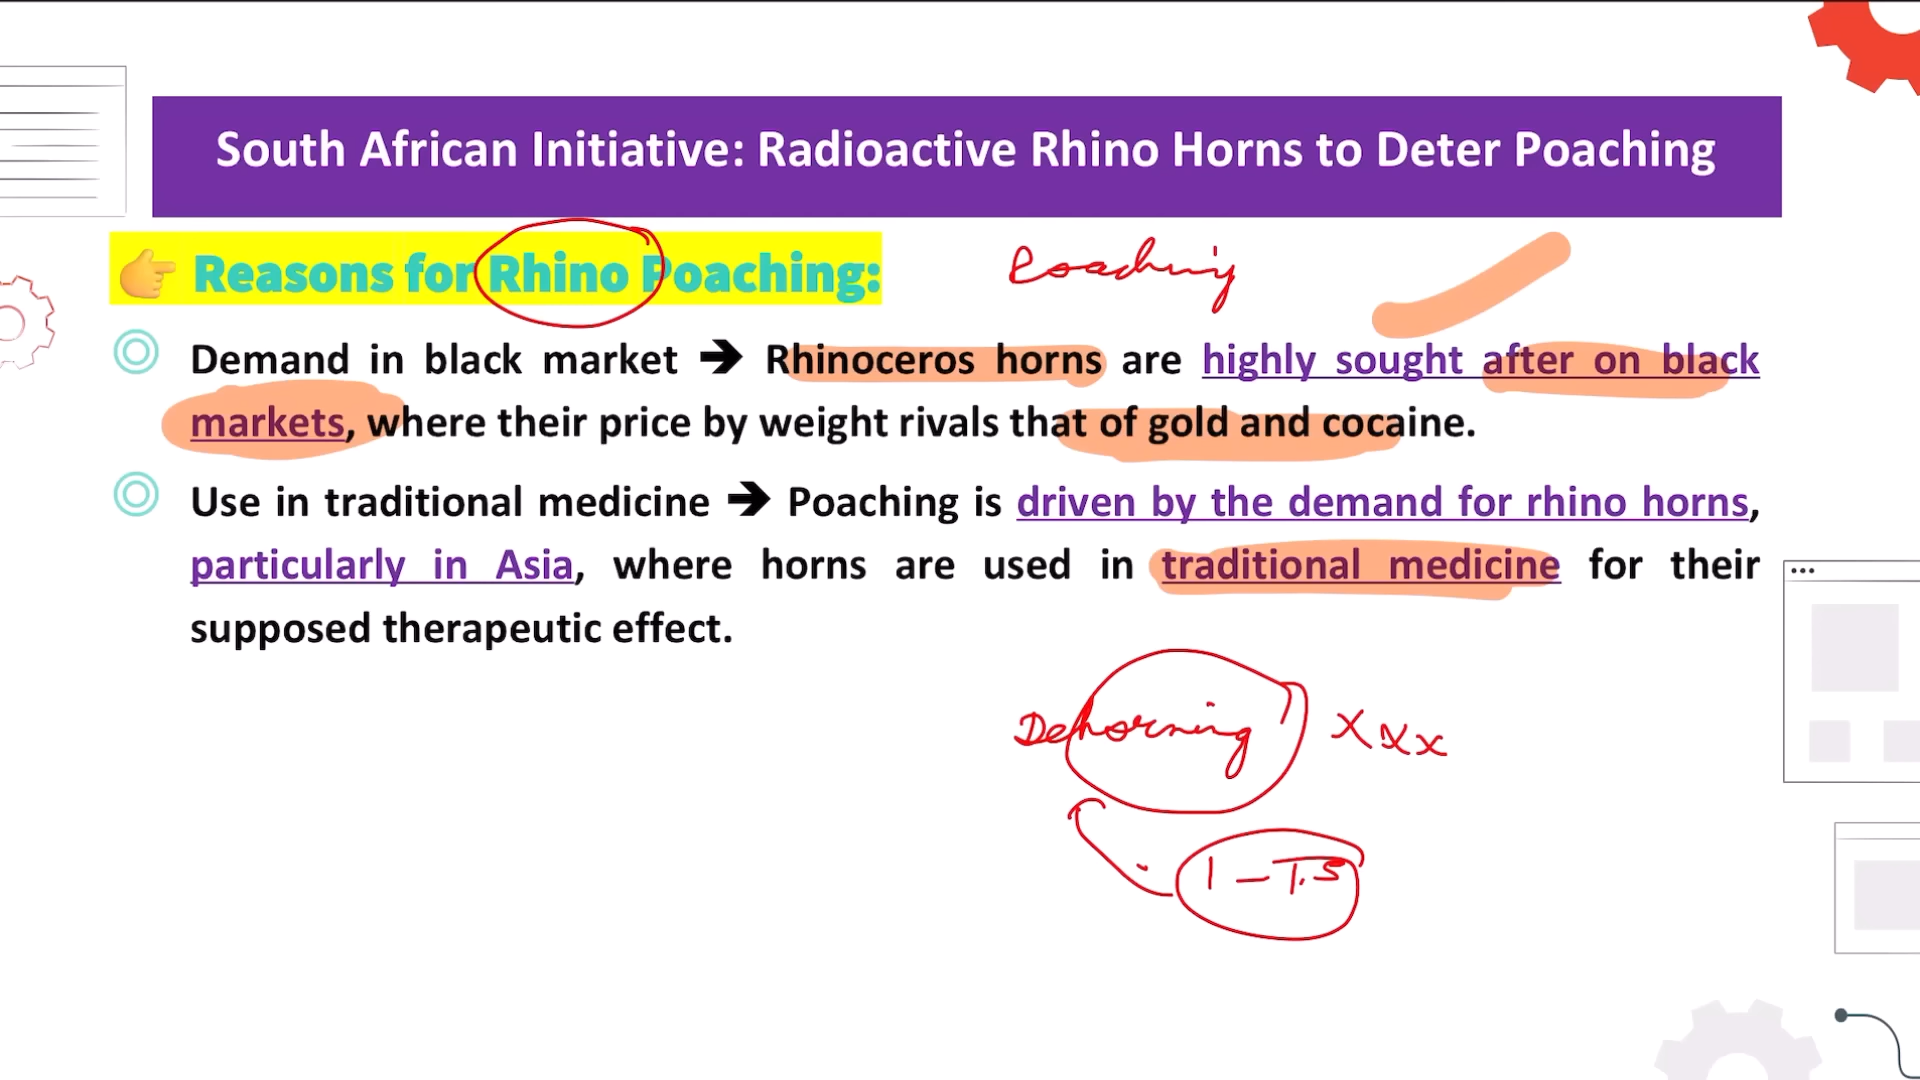 South African Initiative: Radioactive Rhino Horns to Deter Poaching
👉 Reasons for Rhino Poaching:
Poaching
Demand in black market ➔ Rhinoceros horns are highly sought after on black
markets, where their price by weight rivals that of gold and cocaine.
Use in traditional medicine ➔ Poaching is driven by the demand for rhino horns,
particularly in Asia, where horns are used in traditional medicine for their
supposed therapeutic effect.
Dehorning x x x
1 – 1.5